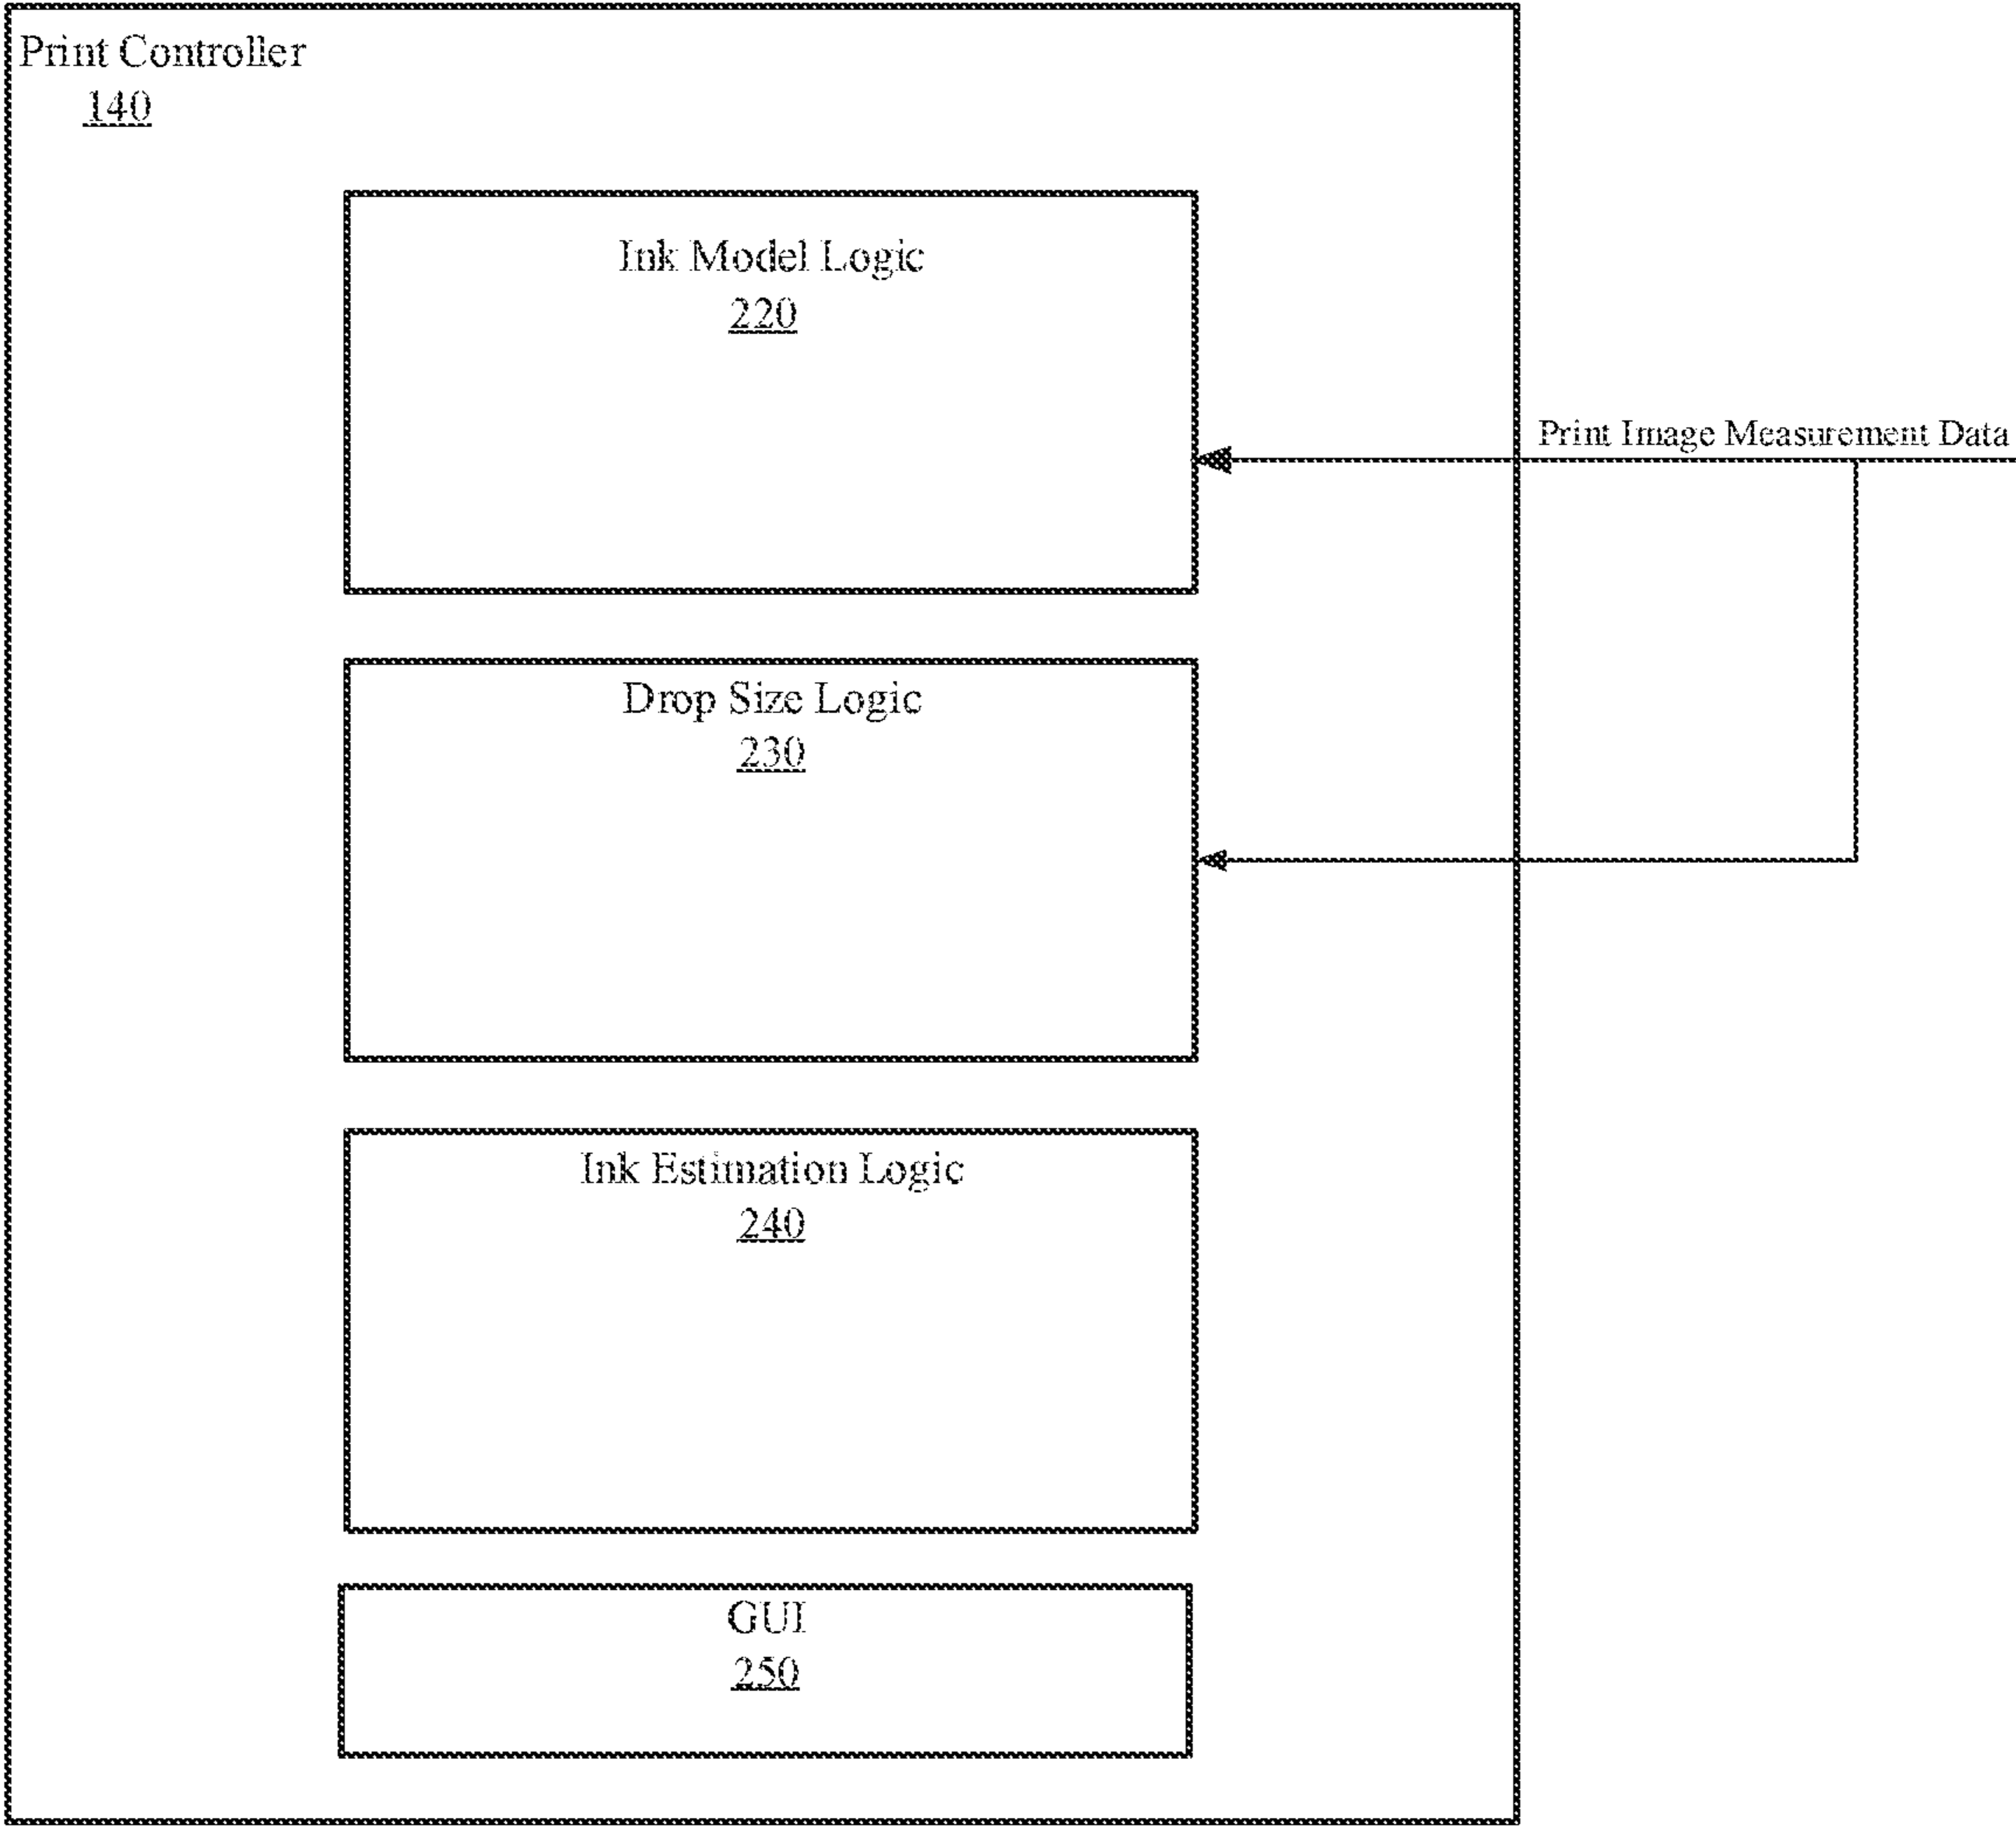 Print Controller
140
Ink Model Logic
220
Print Image Measurement Data
Drop Size Logic
230
Ink Estimation Logic
240
GUI
250